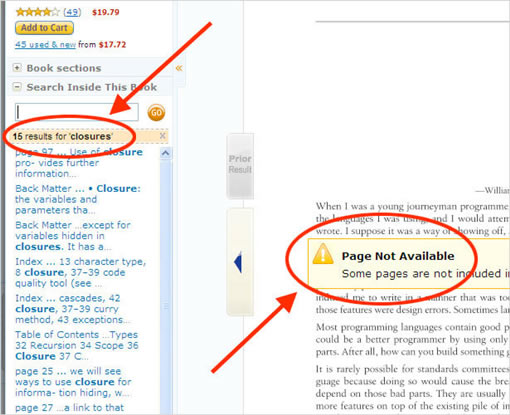 (49) $19.79
Add to Cart
45 used & new from $17.72
Book sections
Search Inside This Book
GO
15 results for 'closures' X
page 97 ... Use of closure
pro- vides further
information...
Back Matter ... • Closure:
the variables and
parameters tha...
Back Matter ...except for
variables hidden in
closures. It has a...
Index ... 13 character type,
8 closure, 37–39 code
quality tool (see ...
Index ... cascades, 42
closure, 37–39 curry
method, 43 exceptions...
Table of Contents ...Types
32 Recursion 34 Scope 36
Closure 37 C...
page 25 ... we will see
ways to use closure for
informa- tion hiding, w...
page 27 ...a link to that
«
Prior
Result
—William
When I was a young journeyman programme
the languages I was using, and I would attem
wrote. I suppose it was a way of showing off,
Page Not Available
Some pages are not included in
me to write in a manner that was
those features were design errors. Sometimes lan
Most programming languages contain good p
could be a better programmer by using only
parts. After all, how can you build something g
It is rarely possible for standards committees
guage because doing so would cause the brea
depend on those bad parts. They are usually
more features on top of the existing pile of im